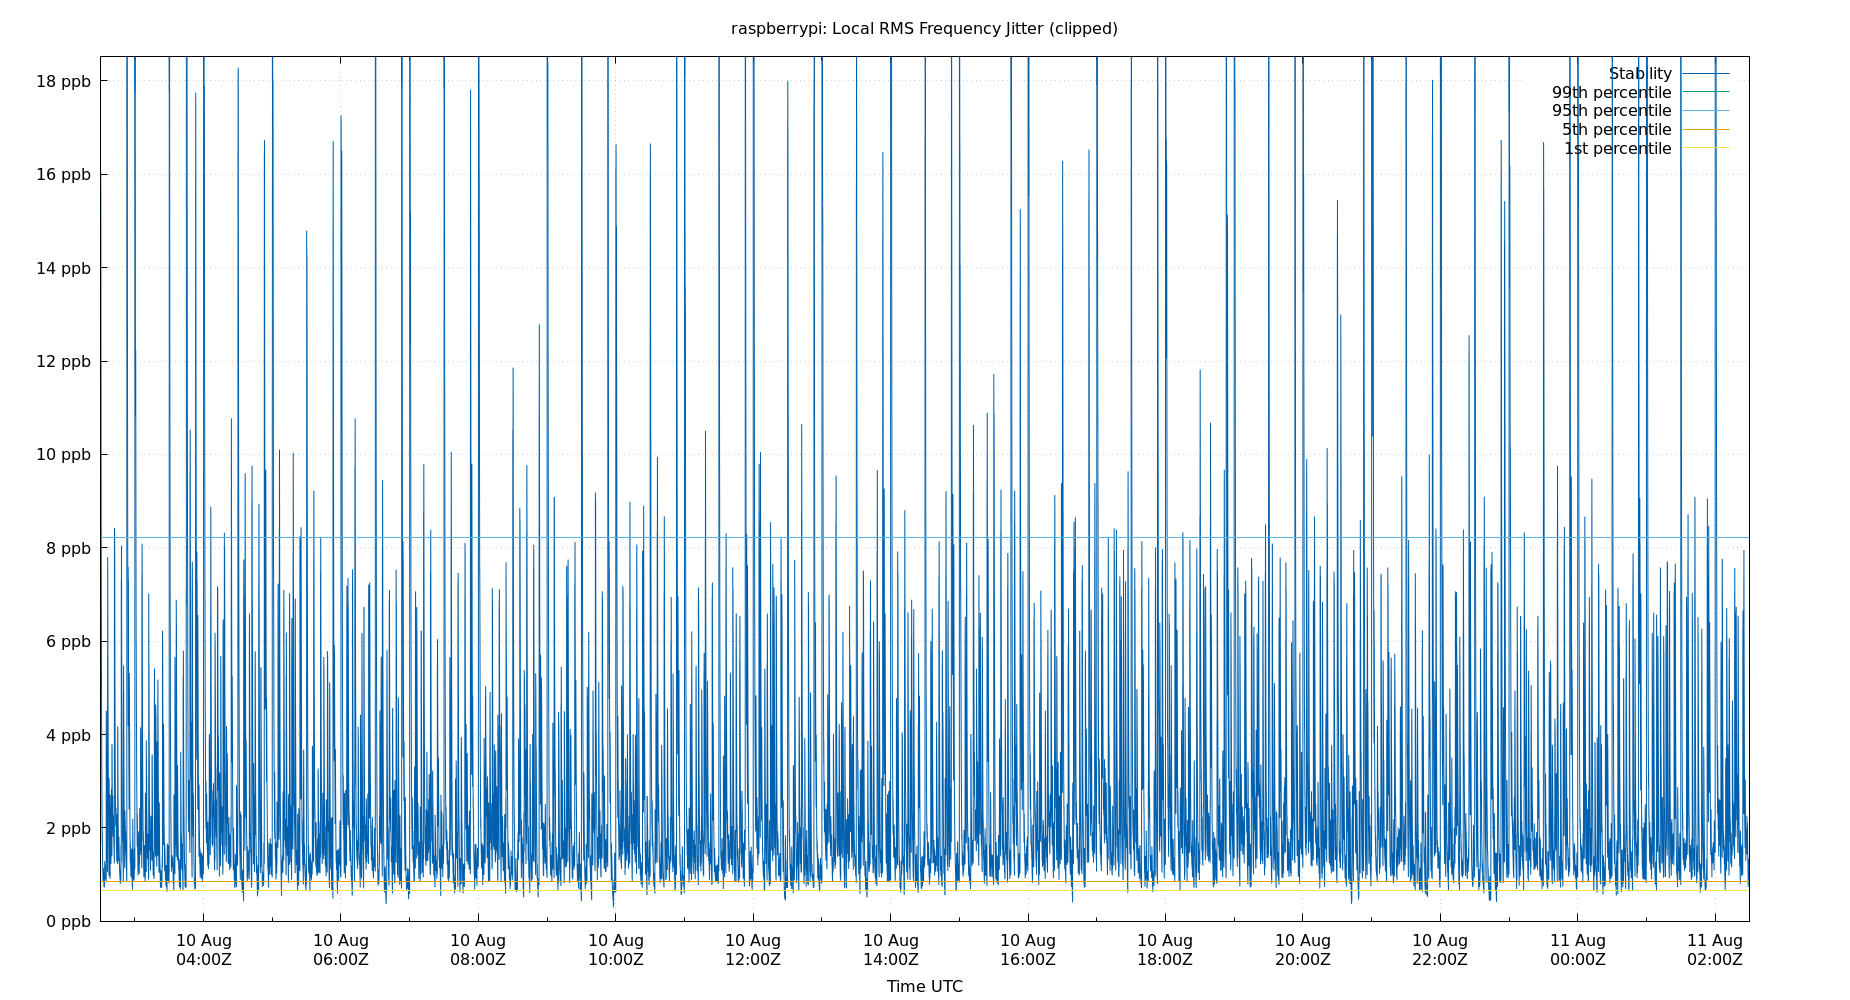 raspberrypi: Local RMS Frequency Jitter (clipped)
Stability
99th percentile
95th percentile
5th percentile
1st percentile
18 ppb
16 ppb
14 ppb
12 ppb
10 ppb
8 ppb
6 ppb
4 ppb
2 ppb
0 ppb
10 Aug 10 Aug 10 Aug 10 Aug 10 Aug 10 Aug 10 Aug 10 Aug 10 Aug 10 Aug 11 Aug 11 Aug
04:00Z 06:00Z 08:00Z 10:00Z 12:00Z 14:00Z 16:00Z 18:00Z 20:00Z 22:00Z 00:00Z 02:00Z
Time UTC